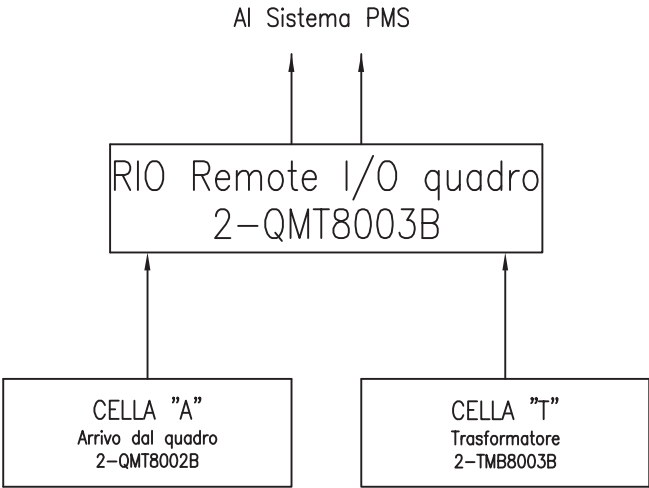 Al Sistema PMS
RIO Remote I/O quadro
2-QMT8003B
CELLA "A"
Arrivo dal quadro
2-QMT8002B
CELLA "T"
Trasformatore
2-TMB8003B